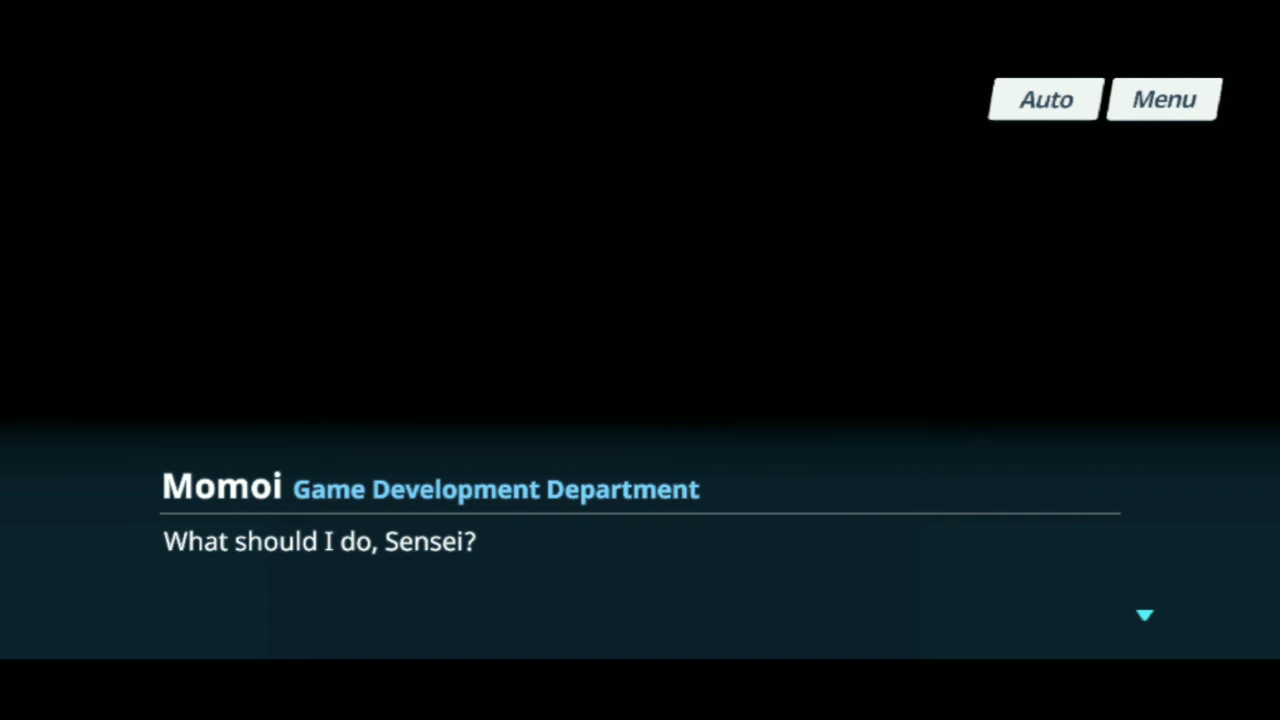 Auto Menu
Momoi Game Development Department
What should I do, Sensei?